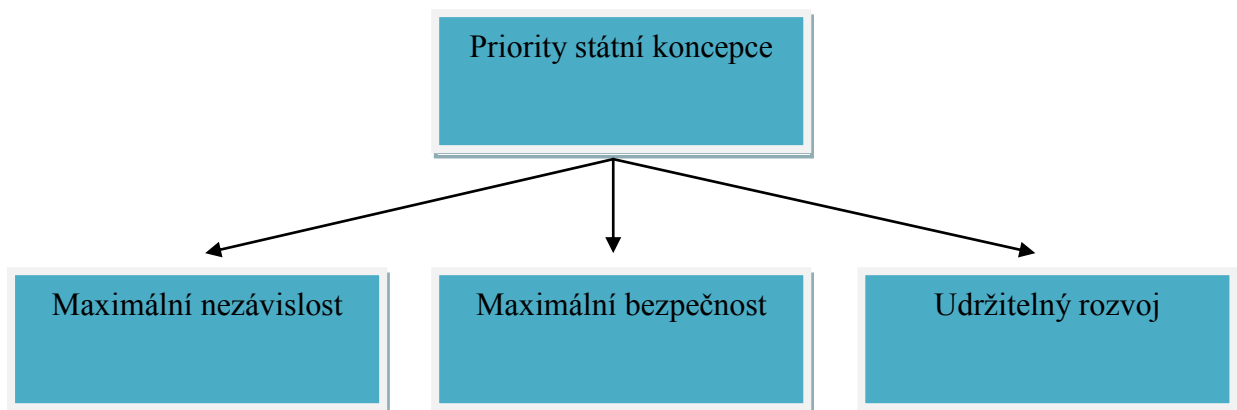 Priority státní koncepce
Maximální nezávislost
Maximální bezpečnost
Udržitelný rozvoj